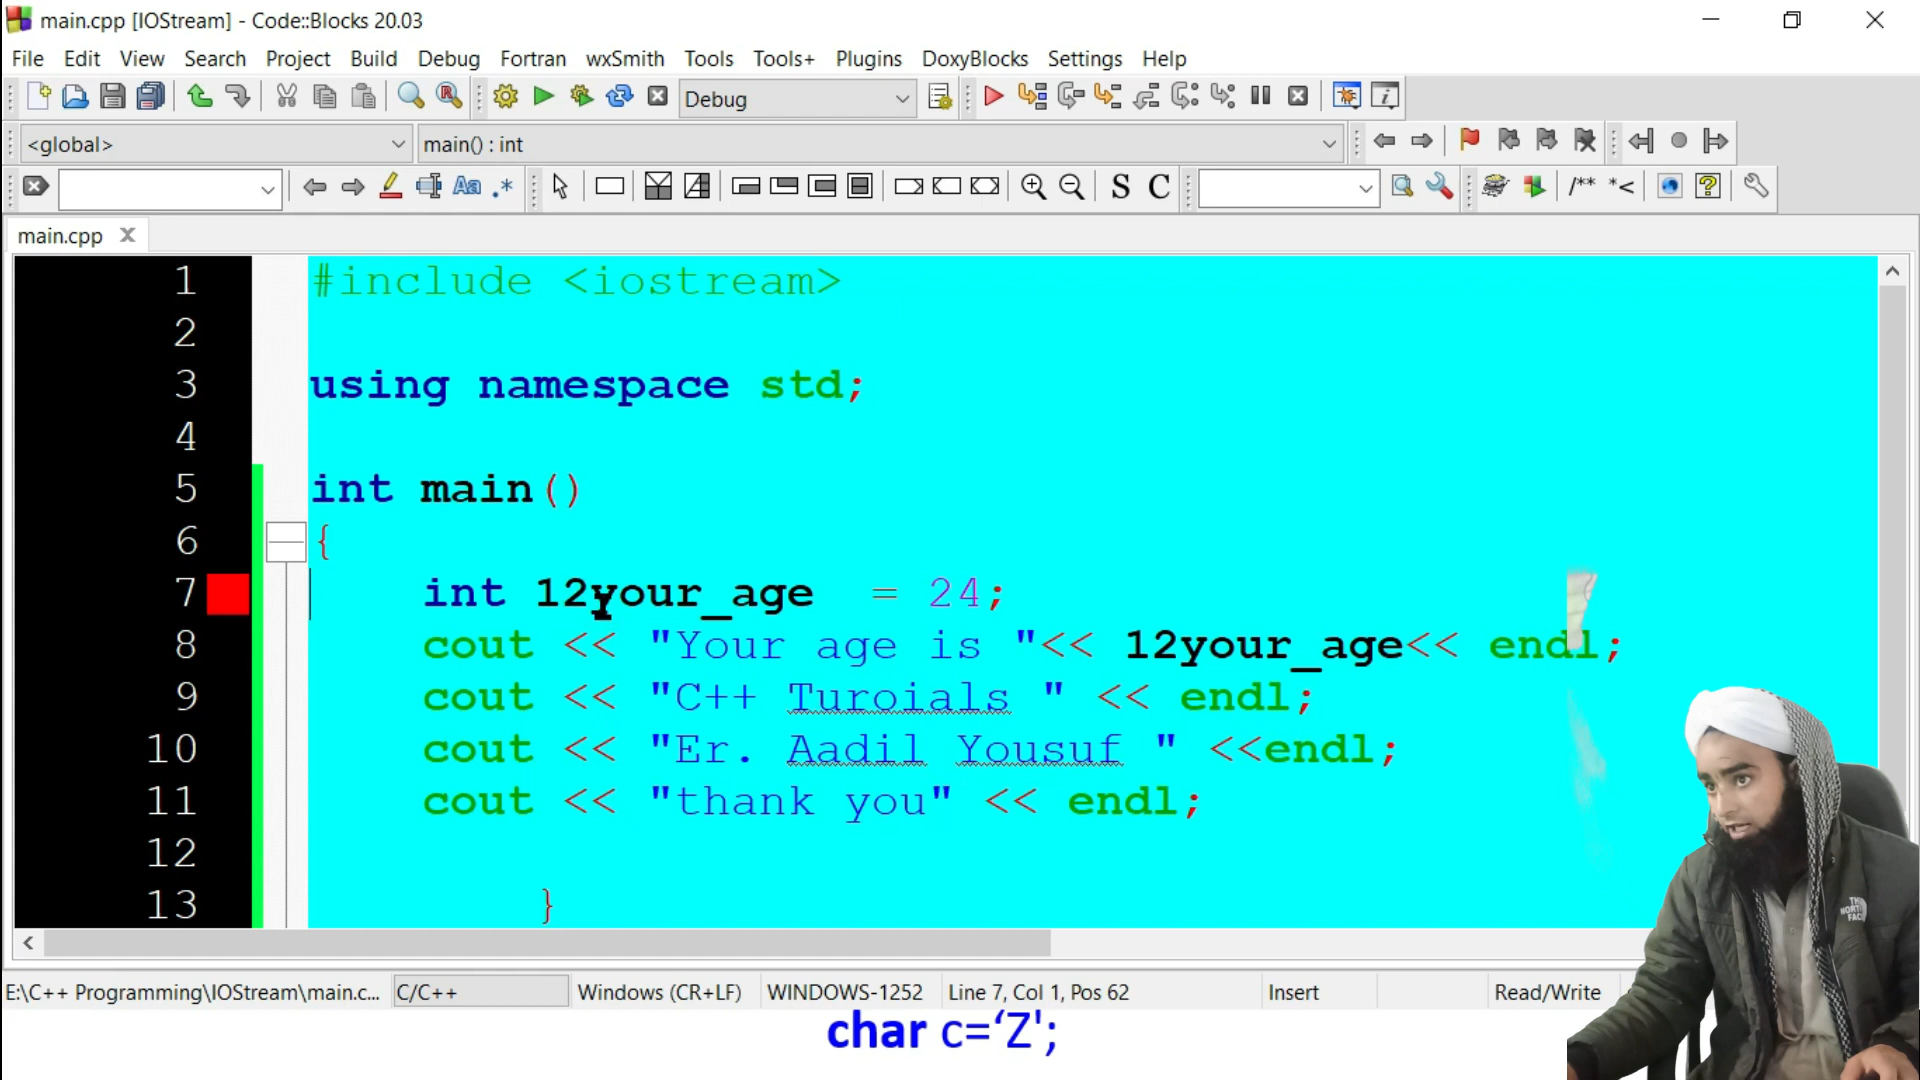 main.cpp [IOStream] - Code::Blocks 20.03
File Edit View Search Project Build Debug Fortran wxSmith Tools Tools+ Plugins DoxyBlocks Settings Help
Debug
<global> main() : int
Aa .* S C /** *<
main.cpp
1 #include <iostream>
2
3 using namespace std;
4
5 int main()
6 {
7 int 12your_age = 24;
8 cout << "Your age is "<< 12your_age<< endl;
9 cout << "C++ Turoials " << endl;
10 cout << "Er. Aadil Yousuf " <<endl;
11 cout << "thank you" << endl;
12
13 }
E:\C++ Programming\IOStream\main.c... C/C++ Windows (CR+LF) WINDOWS-1252 Line 7, Col 1, Pos 62 Insert Read/Write
char c=‘Z';
THE NORTH FACE